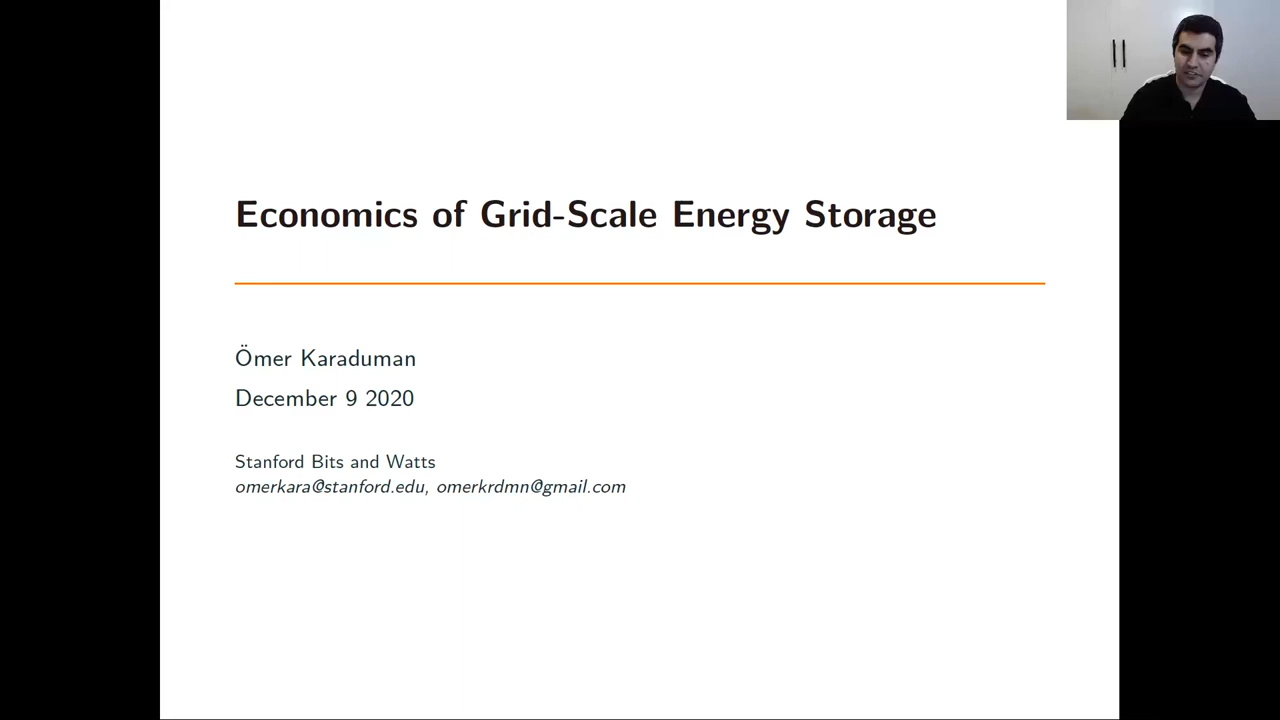 Economics of Grid-Scale Energy Storage
Ömer Karaduman
December 9 2020
Stanford Bits and Watts
omerkara@stanford.edu, omerkrdmn@gmail.com